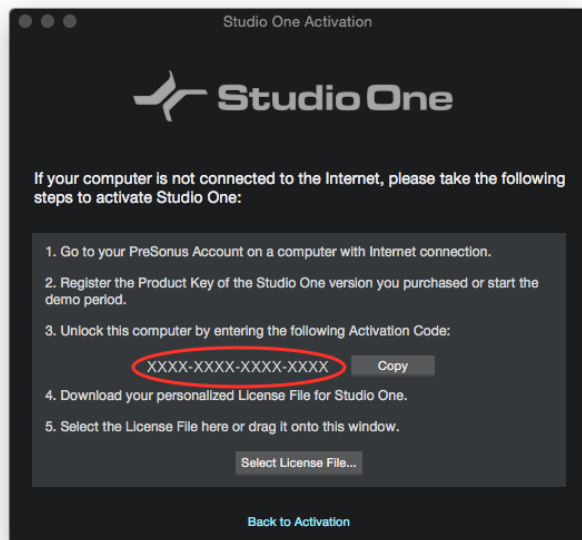 Studio One Activation
Studio One
If your computer is not connected to the Internet, please take the following
steps to activate Studio One:
1. Go to your PreSonus Account on a computer with Internet connection.
2. Register the Product Key of the Studio One version you purchased or start the
demo period.
3. Unlock this computer by entering the following Activation Code:
XXXX-XXXX-XXXX-XXXX Copy
4. Download your personalized License File for Studio One.
5. Select the License File here or drag it onto this window.
Select License File...
Back to Activation